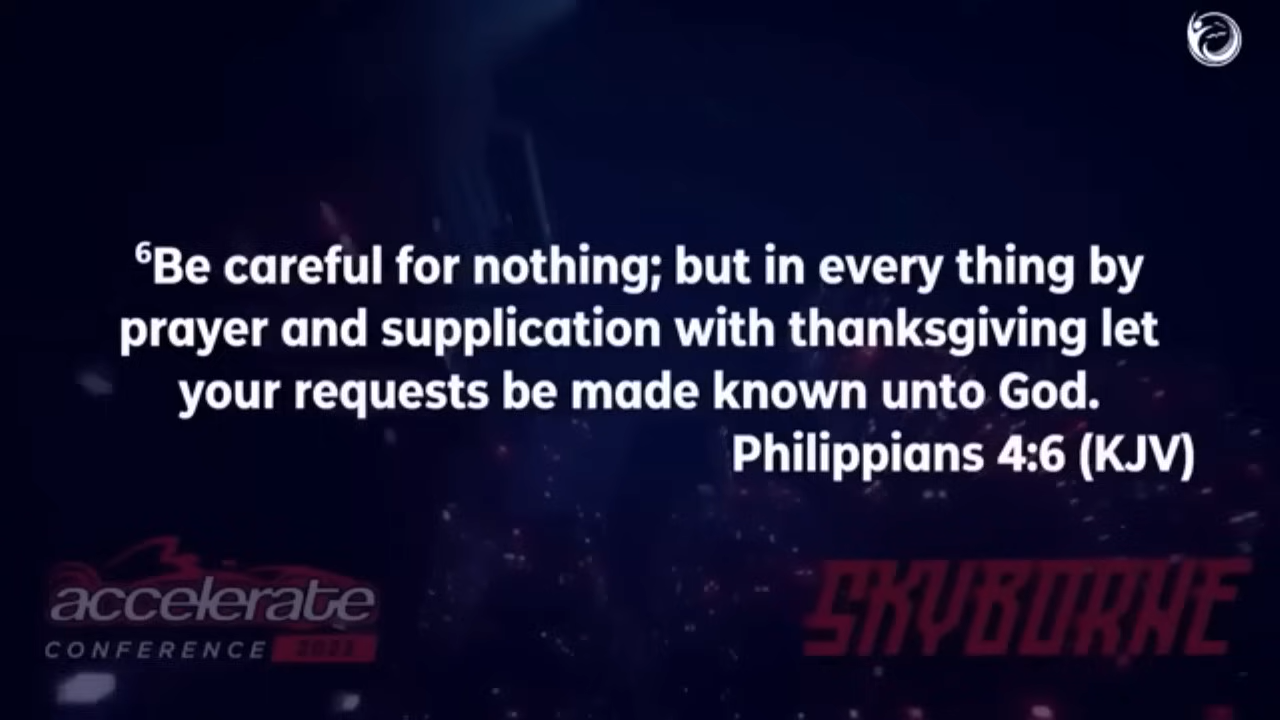 ⁶Be careful for nothing; but in every thing by
prayer and supplication with thanksgiving let
your requests be made known unto God.
Philippians 4:6 (KJV)
accelerate
CONFERENCE 2023
SKYBORNE